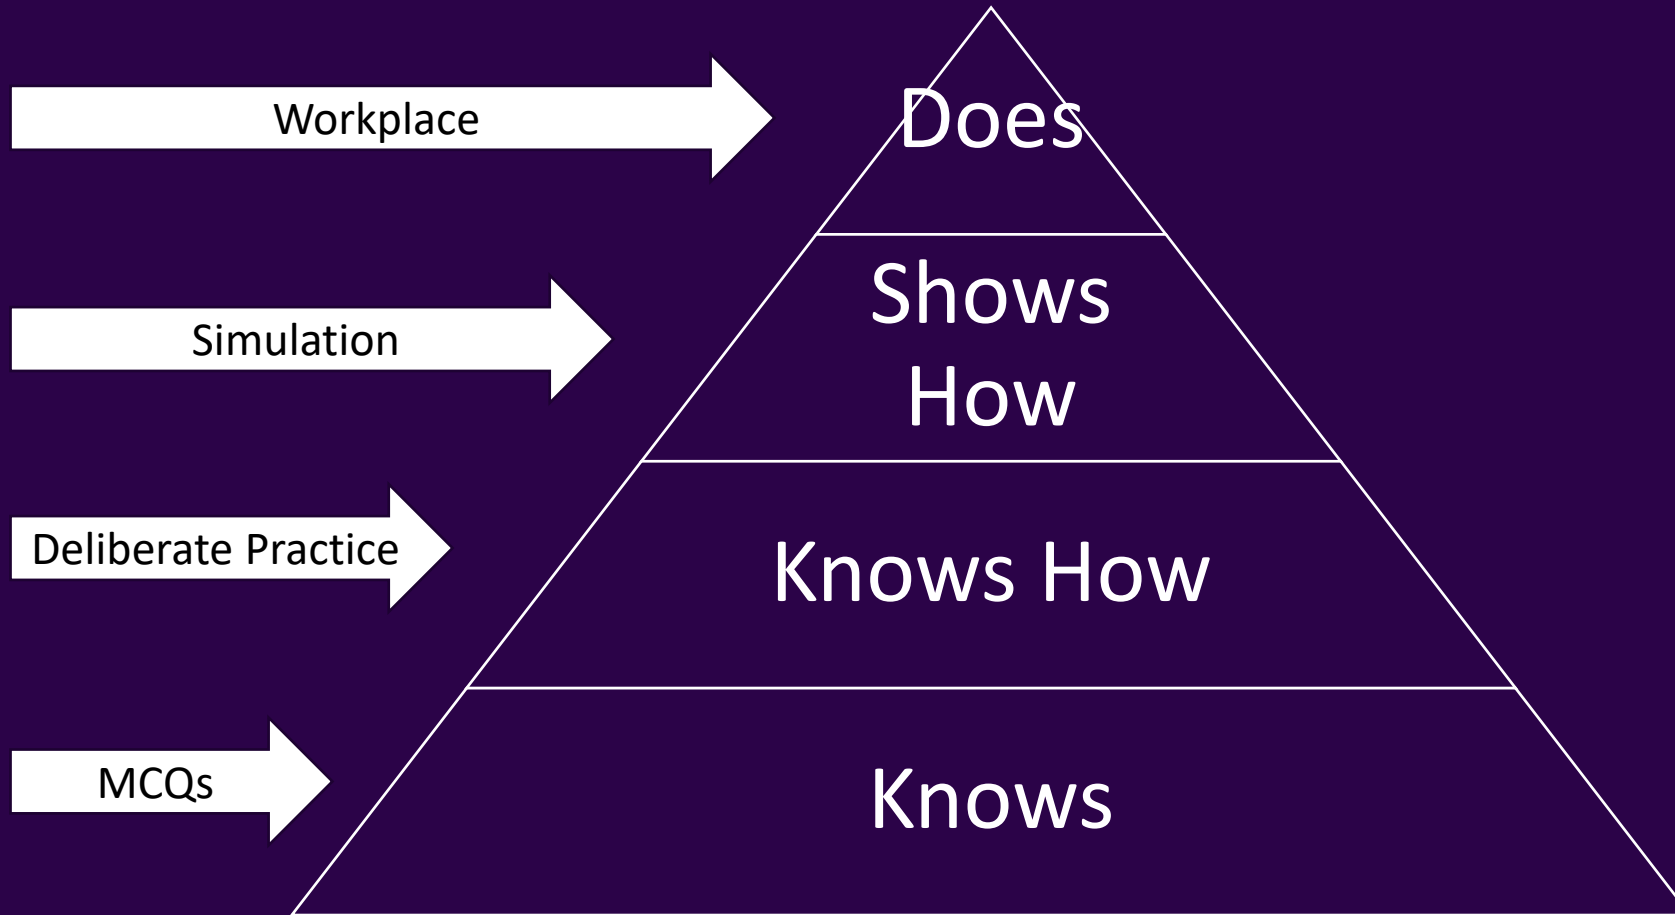 Workplace
Does
Simulation
Shows
How
Deliberate Practice
Knows How
MCQs
Knows